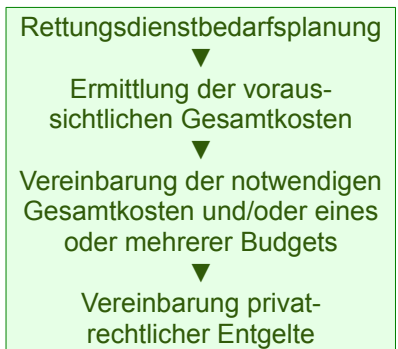 Rettungsdienstbedarfsplanung
▼
Ermittlung der voraus-
sichtlichen Gesamtkosten
▼
Vereinbarung der notwendigen
Gesamtkosten und/oder eines
oder mehrerer Budgets
▼
Vereinbarung privat-
rechtlicher Entgelte